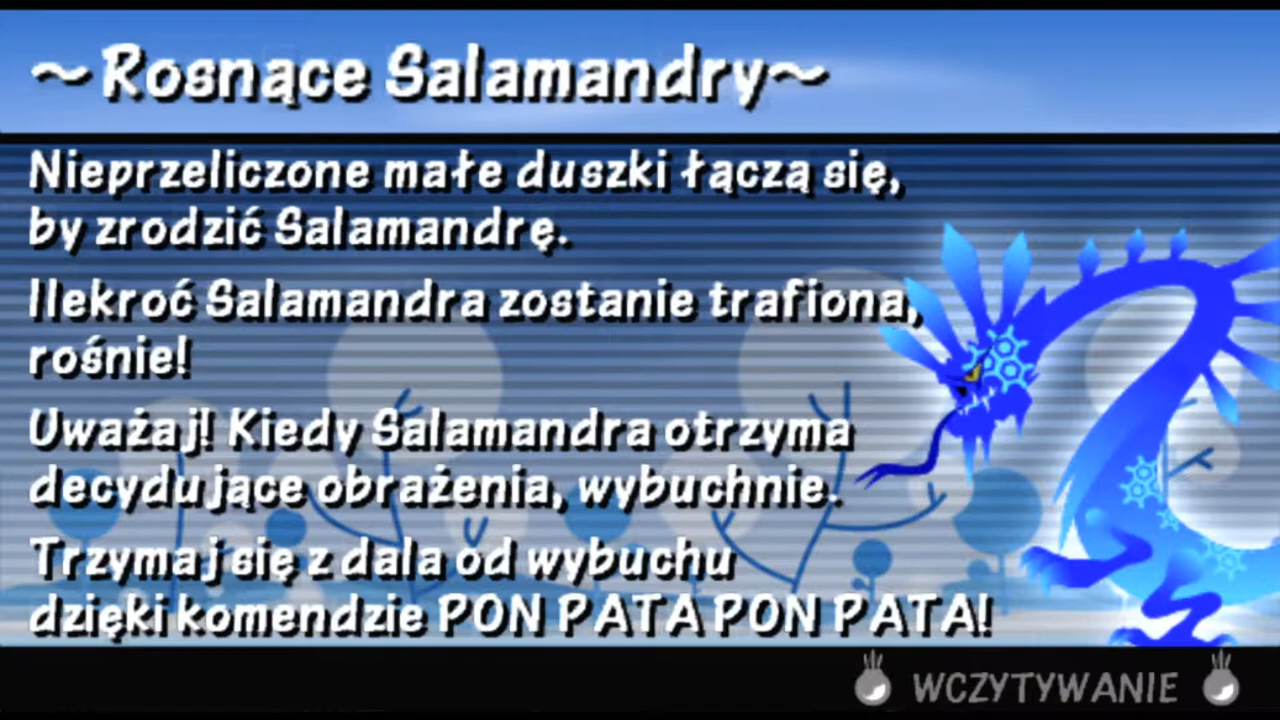 ~Rosnące Salamandry~
Nieprzeliczone małe duszki łączą się,
by zrodzić Salamandrę.
Ilekroć Salamandra zostanie trafiona,
rośnie!
Uważaj! Kiedy Salamandra otrzyma
decydujące obrażenia, wybuchnie.
Trzymaj się z dala od wybuchu
dzięki komendzie PON PATA PON PATA!
WCZYTYWANIE